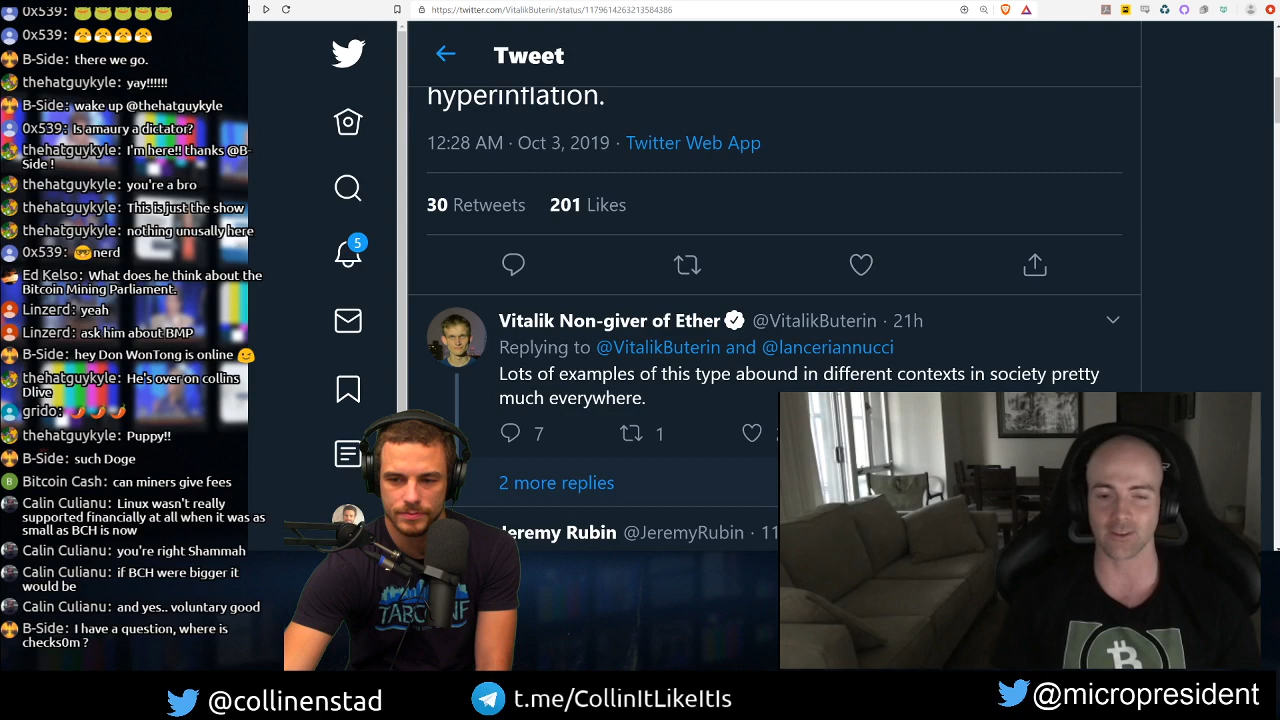 0x539:
0x539:
B-Side: there we go.
thehatguykyle: yay!!!!!!
B-Side: wake up @thehatguykyle
0x539: Is amaury a dictator?
thehatguykyle: I'm here!! thanks @B-
Side !
thehatguykyle: you're a bro
thehatguykyle: This is just the show
thehatguykyle: nothing unusally here
0x539: nerd
Ed Kelso: What does he think about the
Bitcoin Mining Parliament.
Linzerd: yeah
Linzerd: ask him about BMP
B-Side: hey Don WonTong is online
thehatguykyle: He's over on collins
Dlive
grido:
thehatguykyle: Puppy!!
B-Side: such Doge
Bitcoin Cash: can miners give fees
Calin Culianu: Linux wasn't really
supported financially at all when it was as
small as BCH is now
Calin Culianu: you're right Shammah
Calin Culianu: if BCH were bigger it
would be
Calin Culianu: and yes.. voluntary good
B-Side: I have a question, where is
checks0m ?
https://twitter.com/VitalikButerin/status/1179614263213584386
Tweet
hyperinflation.
12:28 AM · Oct 3, 2019 · Twitter Web App
30 Retweets 201 Likes
5
Vitalik Non-giver of Ether @VitalikButerin · 21h
Replying to @VitalikButerin and @lanceriannucci
Lots of examples of this type abound in different contexts in society pretty
much everywhere.
7 1
2 more replies
Jeremy Rubin @JeremyRubin · 11
TABCONF
B
@collinenstad
t.me/CollinItLikeItIs
@micropresident